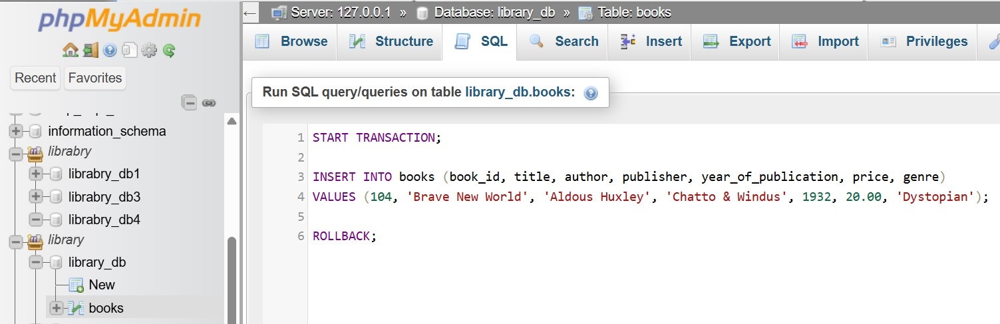 phpMyAdmin
Recent Favorites
information_schema
librabry
librabry_db1
librabry_db3
librabry_db4
library
library_db
New
books
Server: 127.0.0.1 » Database: library_db » Table: books
Browse Structure SQL Search Insert Export Import Privileges
Run SQL query/queries on table library_db.books:
1 START TRANSACTION;
2
3 INSERT INTO books (book_id, title, author, publisher, year_of_publication, price, genre)
4 VALUES (104, 'Brave New World', 'Aldous Huxley', 'Chatto & Windus', 1932, 20.00, 'Dystopian');
5
6 ROLLBACK;